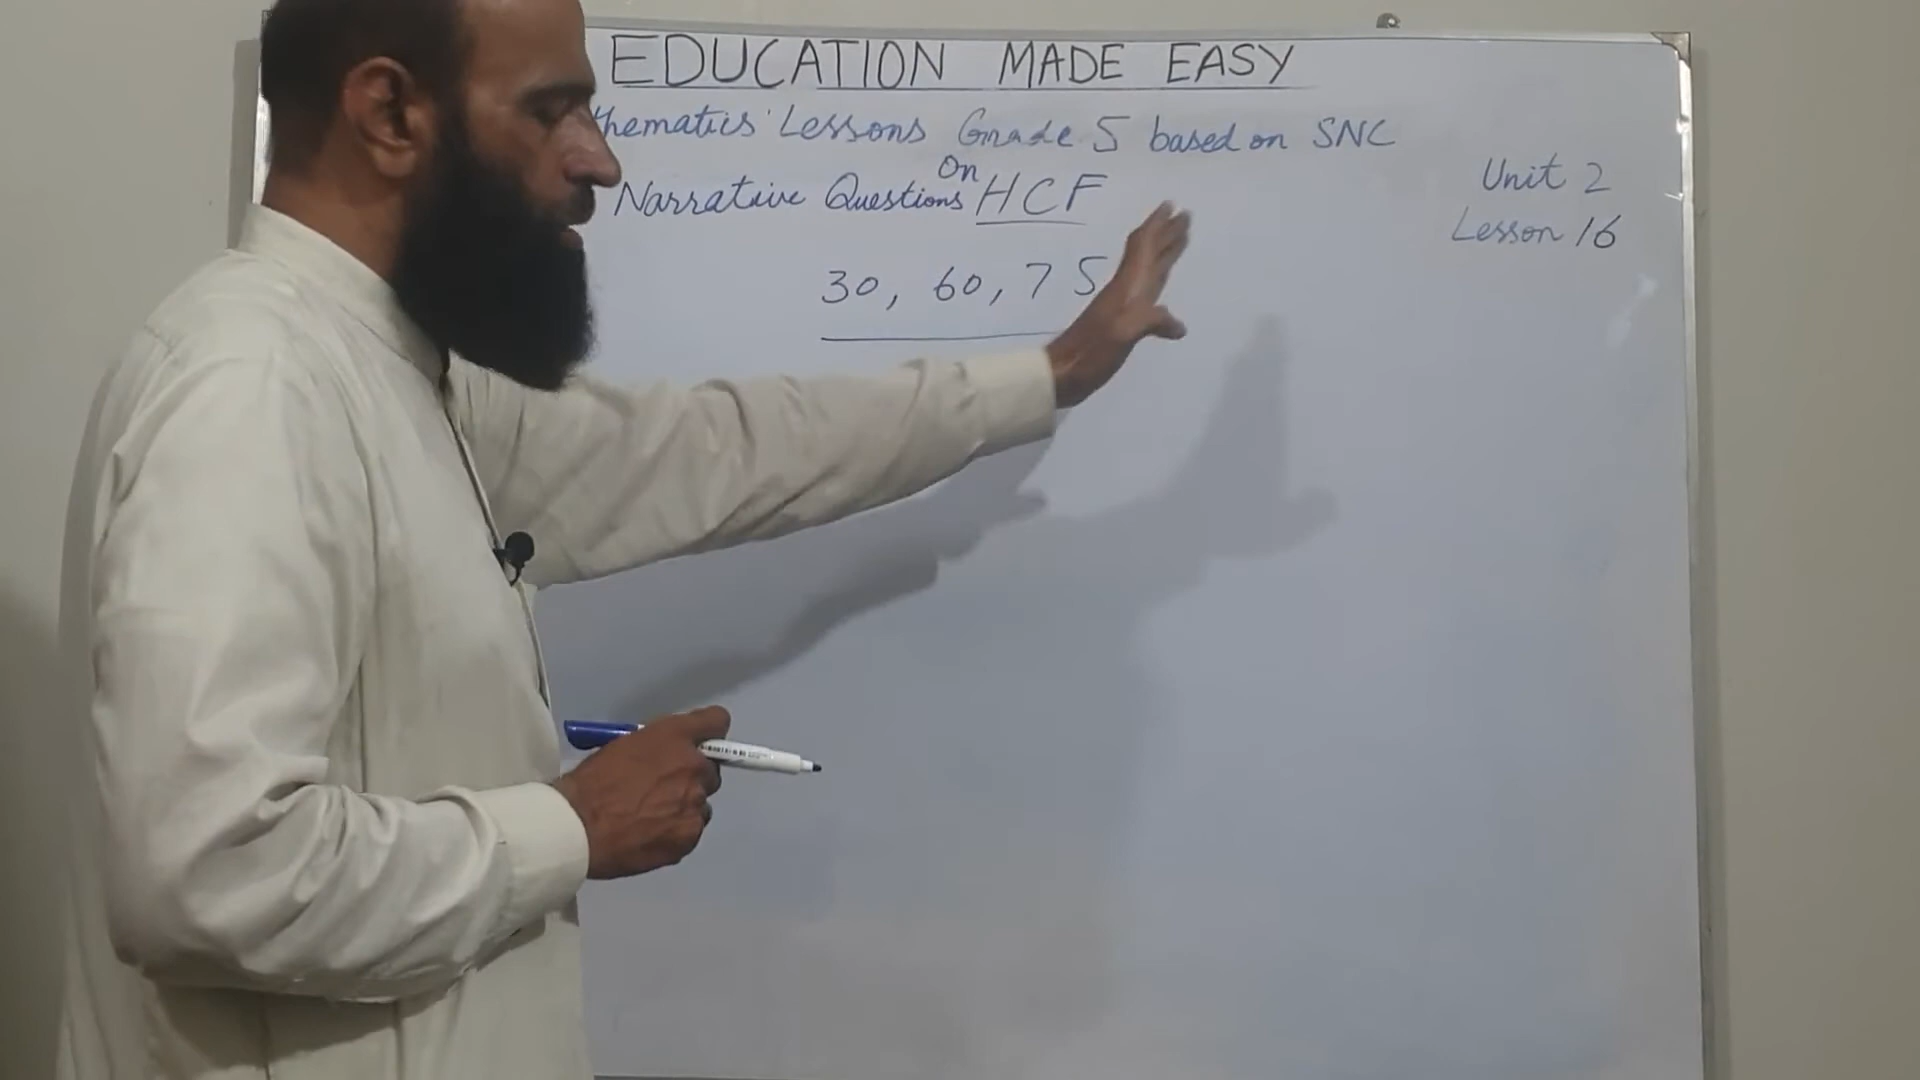 EDUCATION MADE EASY
thematics Lessons Grade 5 based on SNC
Narrative Questions On HCF
Unit 2
Lesson 16
30, 60, 75